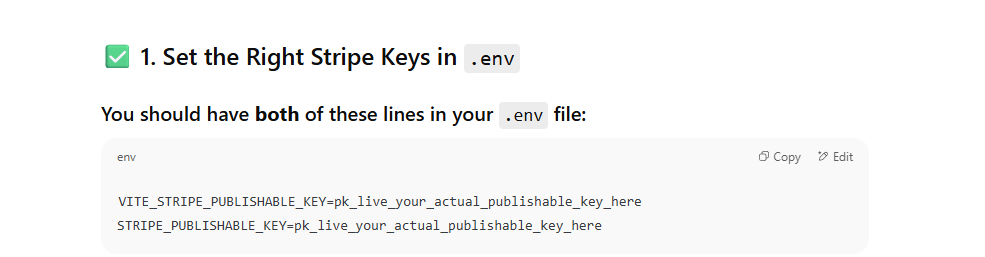 ✅ 1. Set the Right Stripe Keys in .env
You should have both of these lines in your .env file:
env
Copy Edit
VITE_STRIPE_PUBLISHABLE_KEY=pk_live_your_actual_publishable_key_here
STRIPE_PUBLISHABLE_KEY=pk_live_your_actual_publishable_key_here